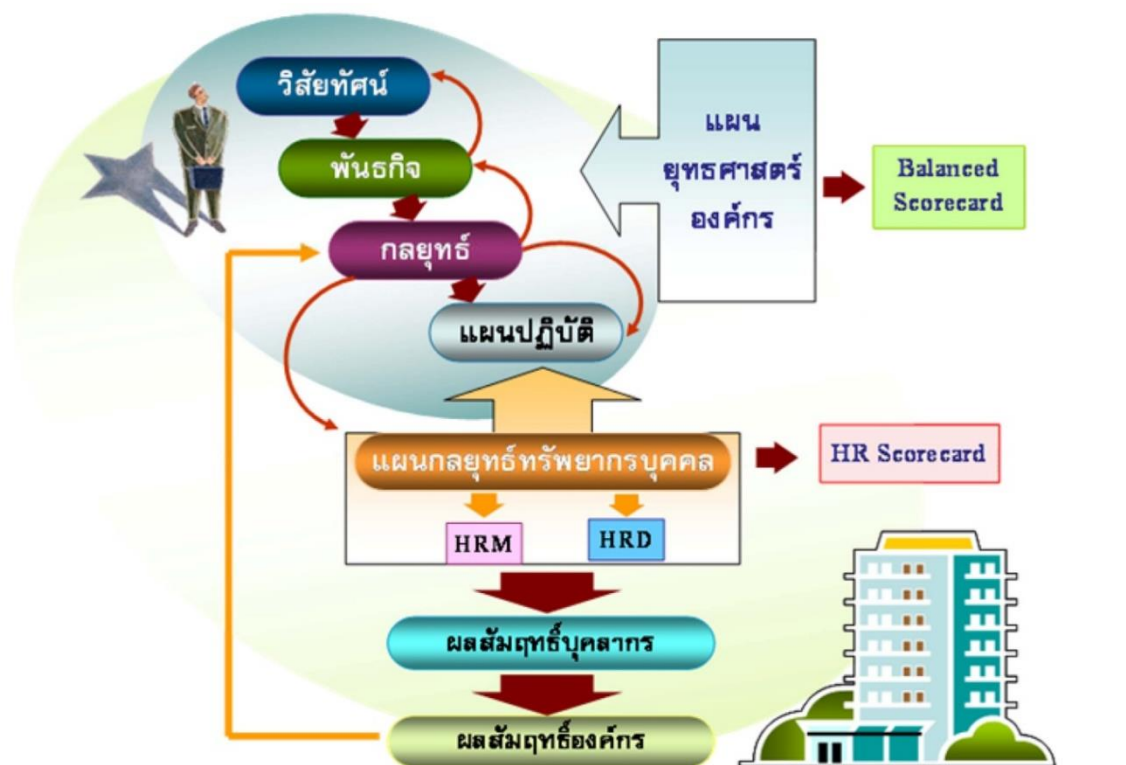 วิสัยทัศน์
พันธกิจ
กลยุทธ์
แผนปฏิบัติ
แผน
ยุทธศาสตร์
องค์กร
Balanced
Scorecard
แผนกลยุทธ์ทรัพยากรบุคคล
HR Scorecard
HRM
HRD
ผลสัมฤทธิ์บุคลากร
ผลสัมฤทธิ์องค์กร